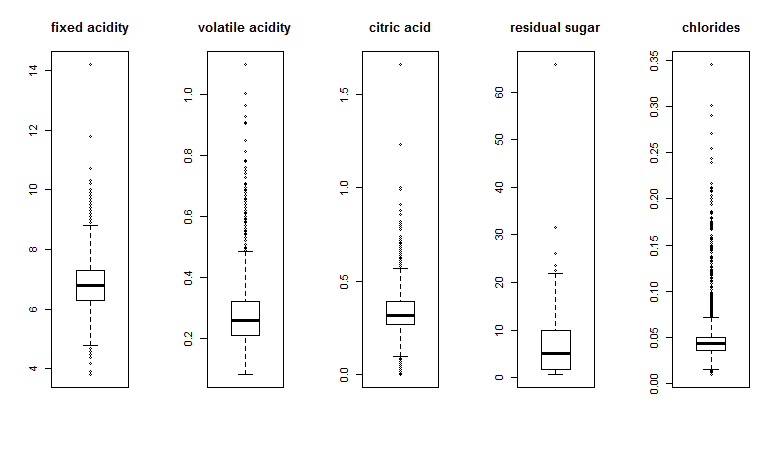 fixed acidity
4 6 8 10 12 14
volatile acidity
0.2 0.4 0.6 0.8 1.0
citric acid
0.0 0.5 1.0 1.5
residual sugar
0 10 20 30 40 50 60
chlorides
0.00 0.05 0.10 0.15 0.20 0.25 0.30 0.35